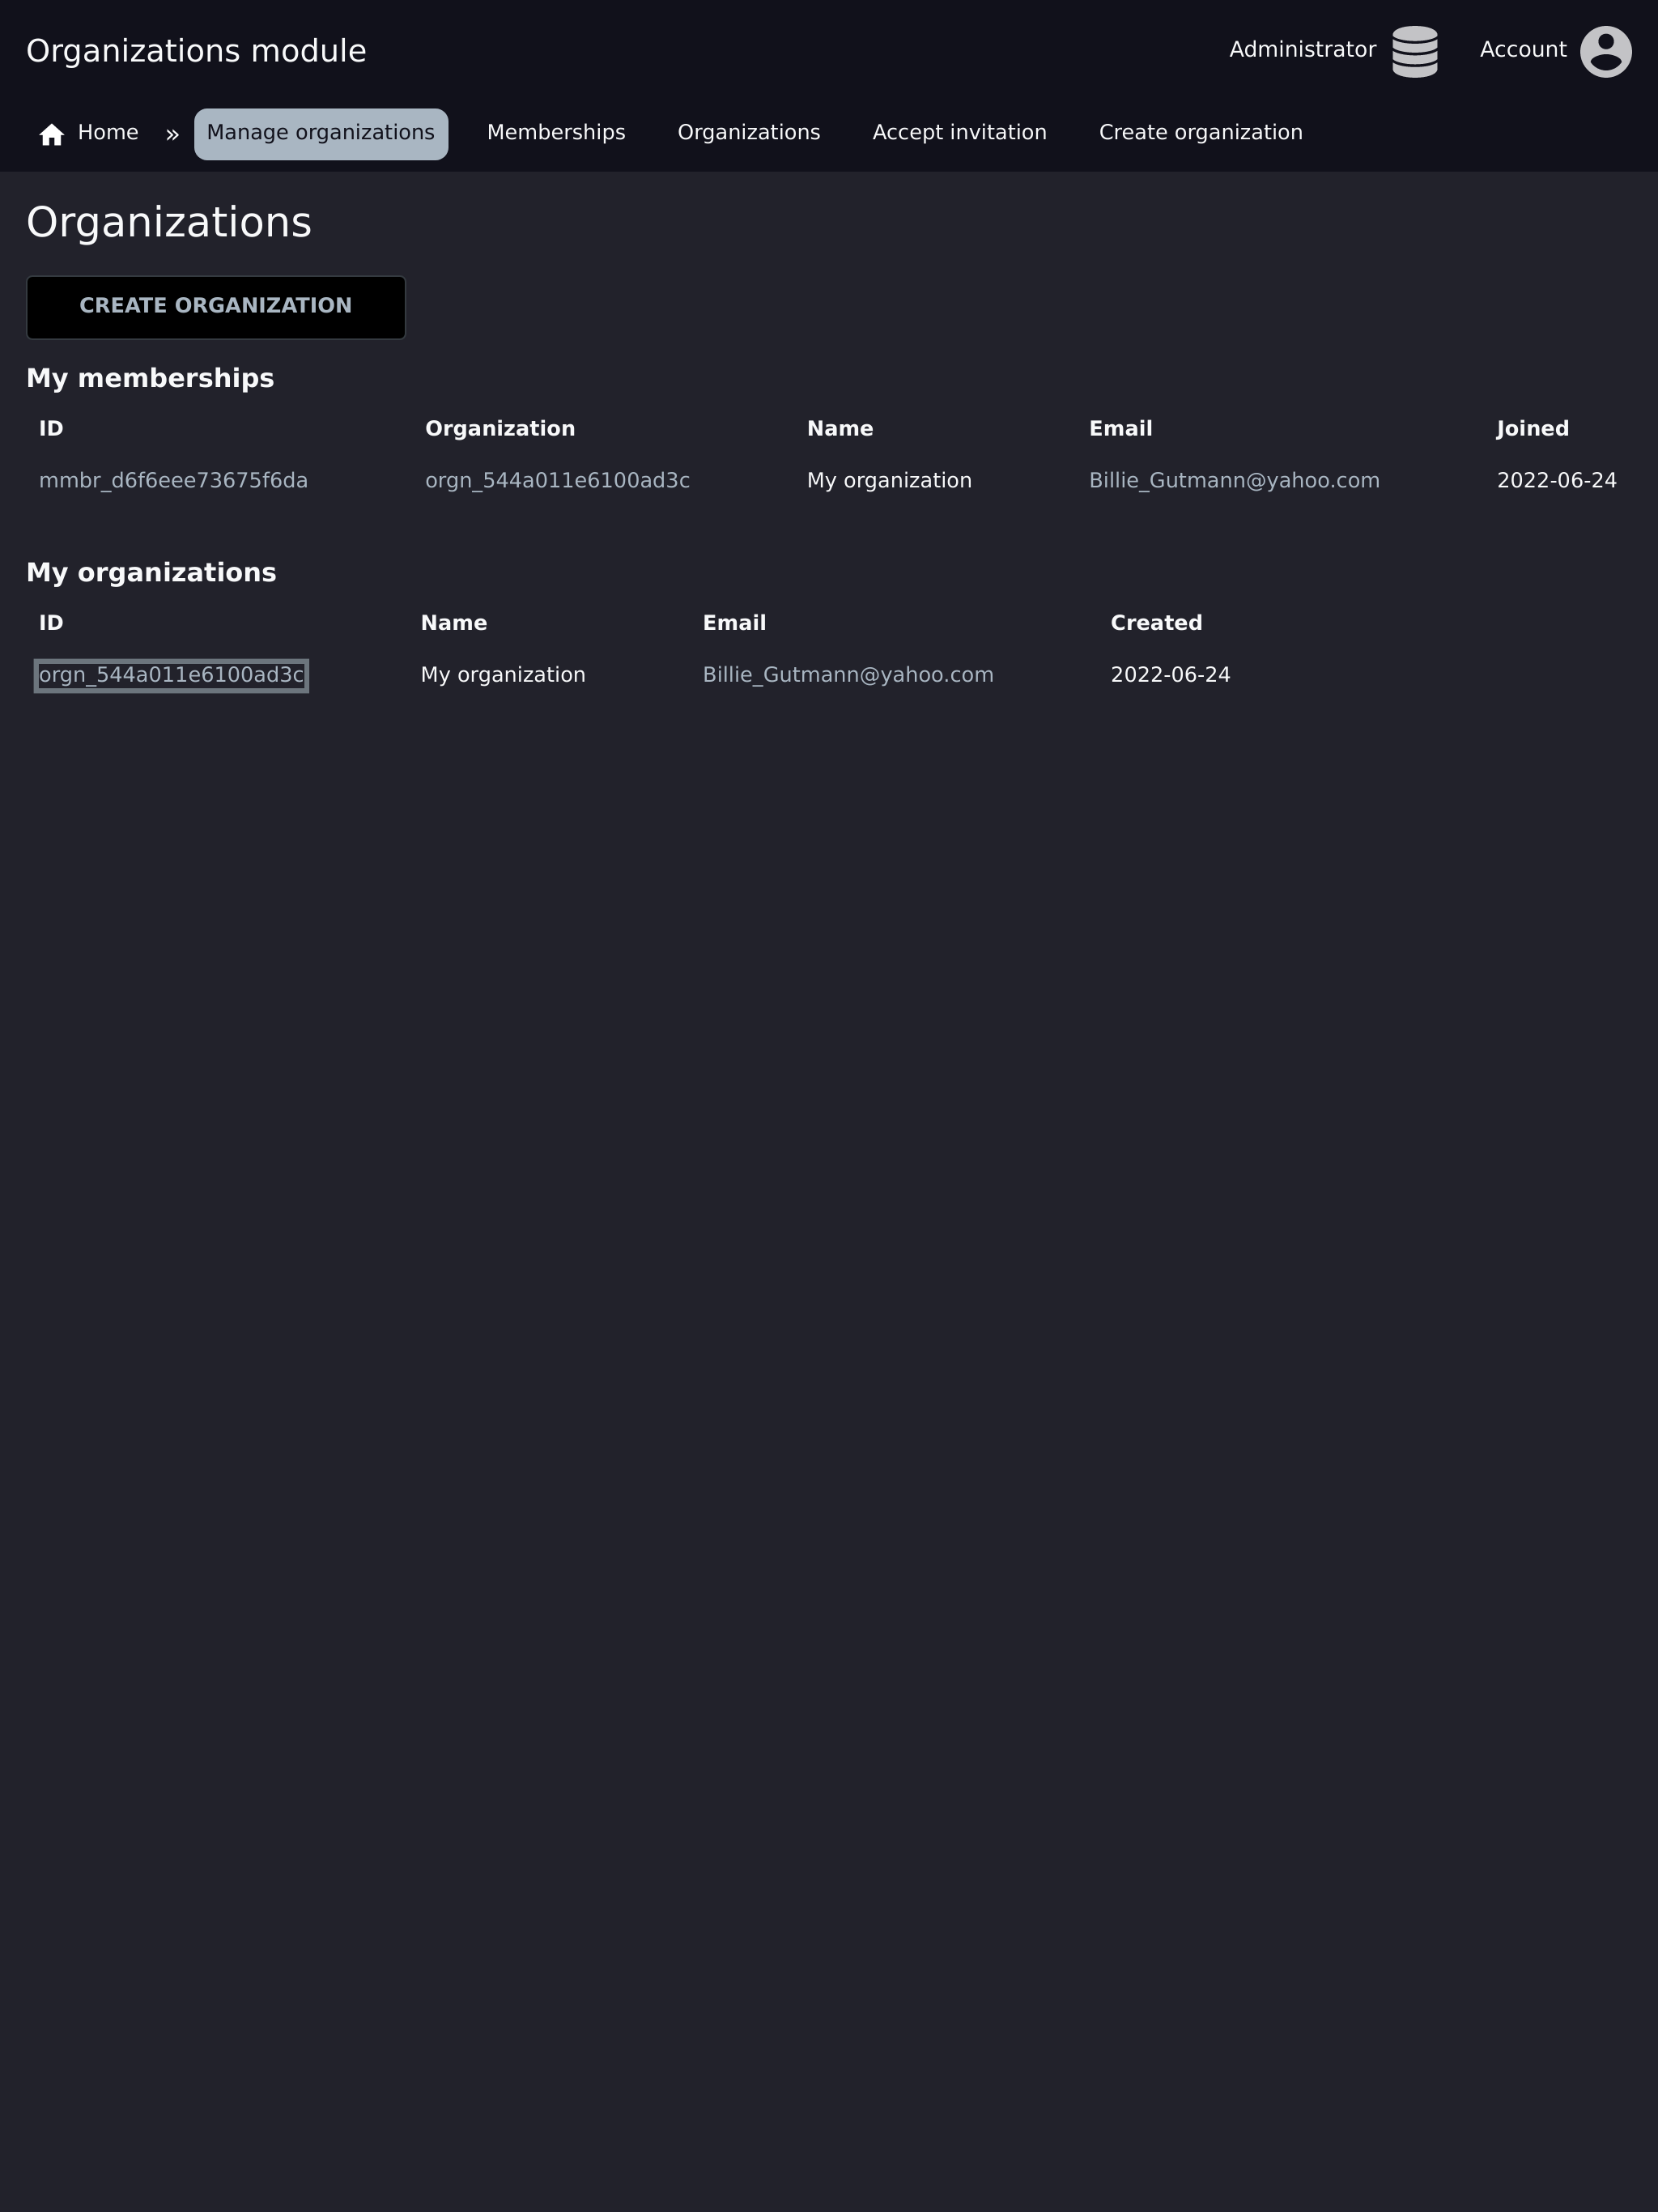 Organizations module
Administrator
Account
Home » Manage organizations Memberships Organizations Accept invitation Create organization
Organizations
CREATE ORGANIZATION
My memberships
ID Organization Name Email Joined
mmbr_d6f6eee73675f6da orgn_544a011e6100ad3c My organization Billie_Gutmann@yahoo.com 2022-06-24
My organizations
ID Name Email Created
orgn_544a011e6100ad3c My organization Billie_Gutmann@yahoo.com 2022-06-24